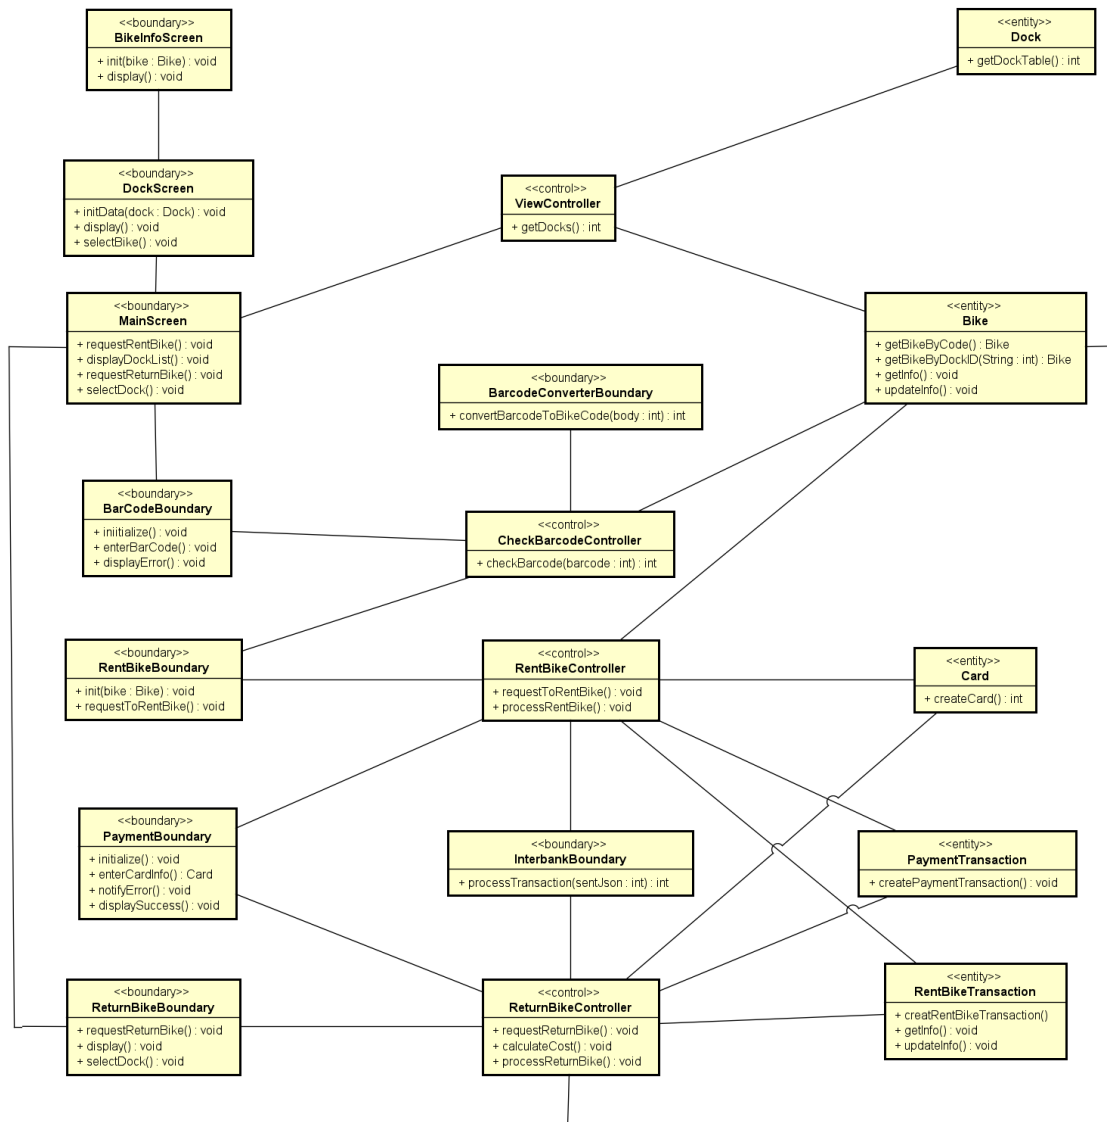 <<boundary>>
BikeInfoScreen
+ init(bike : Bike) : void
+ display() : void
<<entity>>
Dock
+ getDockTable() : int
<<boundary>>
DockScreen
+ initData(dock : Dock) : void
+ display() : void
+ selectBike() : void
<<control>>
ViewController
+ getDocks() : int
<<boundary>>
MainScreen
+ requestRentBike() : void
+ displayDockList() : void
+ requestReturnBike() : void
+ selectDock() : void
<<entity>>
Bike
+ getBikeByCode() : Bike
+ getBikeByDockID(String : int) : Bike
+ getInfo() : void
+ updateInfo() : void
<<boundary>>
BarcodeConverterBoundary
+ convertBarcodeToBikeCode(body : int) : int
<<boundary>>
BarCodeBoundary
+ iniitialize() : void
+ enterBarCode() : void
+ displayError() : void
<<control>>
CheckBarcodeController
+ checkBarcode(barcode : int) : int
<<boundary>>
RentBikeBoundary
+ init(bike : Bike) : void
+ requestToRentBike() : void
<<control>>
RentBikeController
+ requestToRentBike() : void
+ processRentBike() : void
<<entity>>
Card
+ createCard() : int
<<boundary>>
PaymentBoundary
+ initialize() : void
+ enterCardInfo() : Card
+ notifyError() : void
+ displaySuccess() : void
<<boundary>>
InterbankBoundary
+ processTransaction(sentJson : int) : int
<<entity>>
PaymentTransaction
+ createPaymentTransaction() : void
<<boundary>>
ReturnBikeBoundary
+ requestReturnBike() : void
+ display() : void
+ selectDock() : void
<<control>>
ReturnBikeController
+ requestReturnBike() : void
+ calculateCost() : void
+ processReturnBike() : void
<<entity>>
RentBikeTransaction
+ creatRentBikeTransaction()
+ getInfo() : void
+ updateInfo() : void